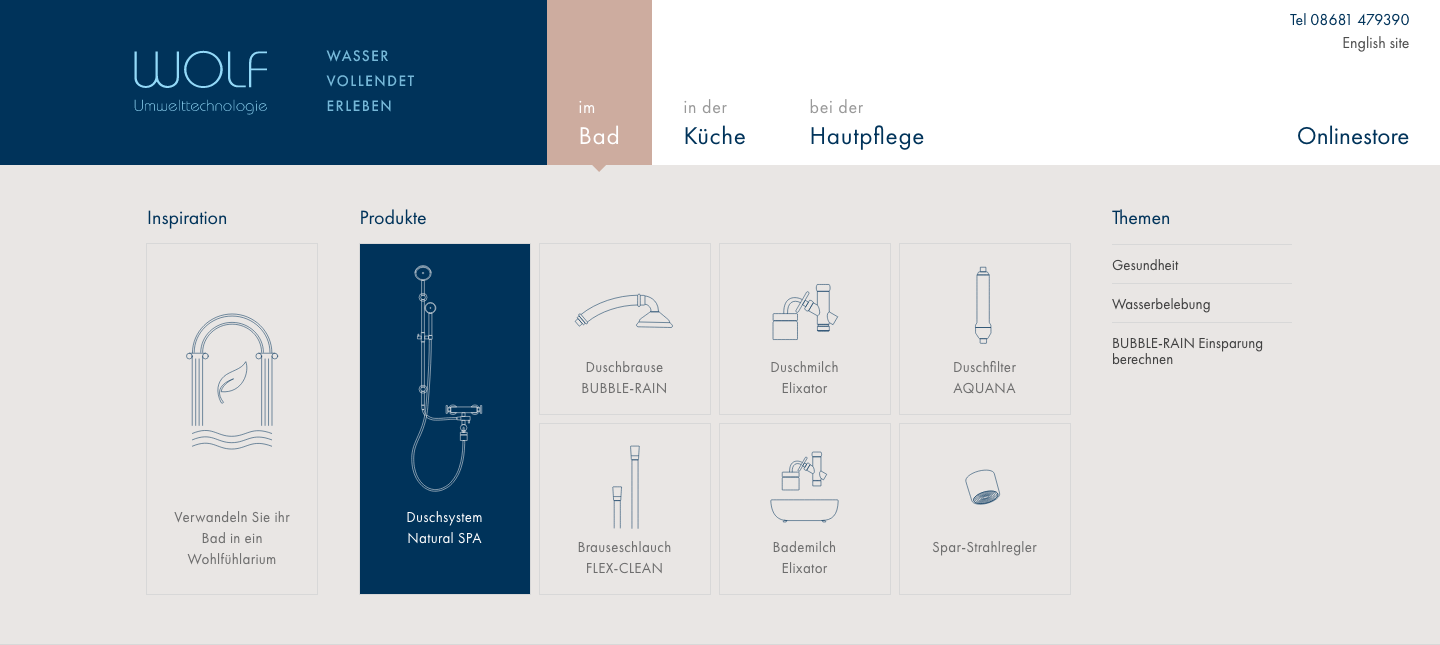 WOLF
Umwelttechnologie
WASSER
VOLLENDET
ERLEBEN
im
Bad
in der
Küche
bei der
Hautpflege
Tel 08681 479390
English site
Onlinestore
Inspiration
Verwandeln Sie ihr
Bad in ein
Wohlfühlarium
Produkte
Duschsystem
Natural SPA
Duschbrause
BUBBLE-RAIN
Duschmilch
Elixator
Duschfilter
AQUANA
Brauseschlauch
FLEX-CLEAN
Bademilch
Elixator
Spar-Strahlregler
Themen
Gesundheit
Wasserbelebung
BUBBLE-RAIN Einsparung
berechnen